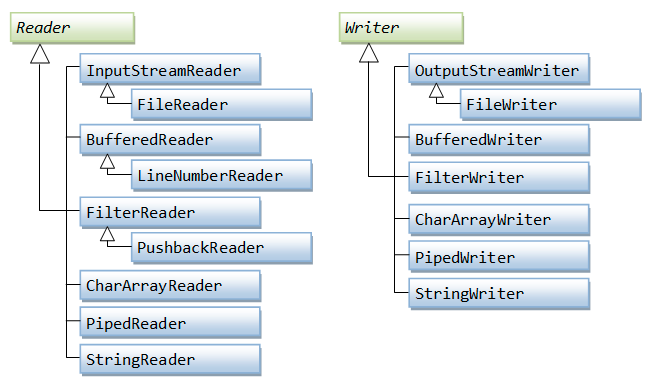 Reader
InputStreamReader
FileReader
BufferedReader
LineNumberReader
FilterReader
PushbackReader
CharArrayReader
PipedReader
StringReader
Writer
OutputStreamWriter
FileWriter
BufferedWriter
FilterWriter
CharArrayWriter
PipedWriter
StringWriter